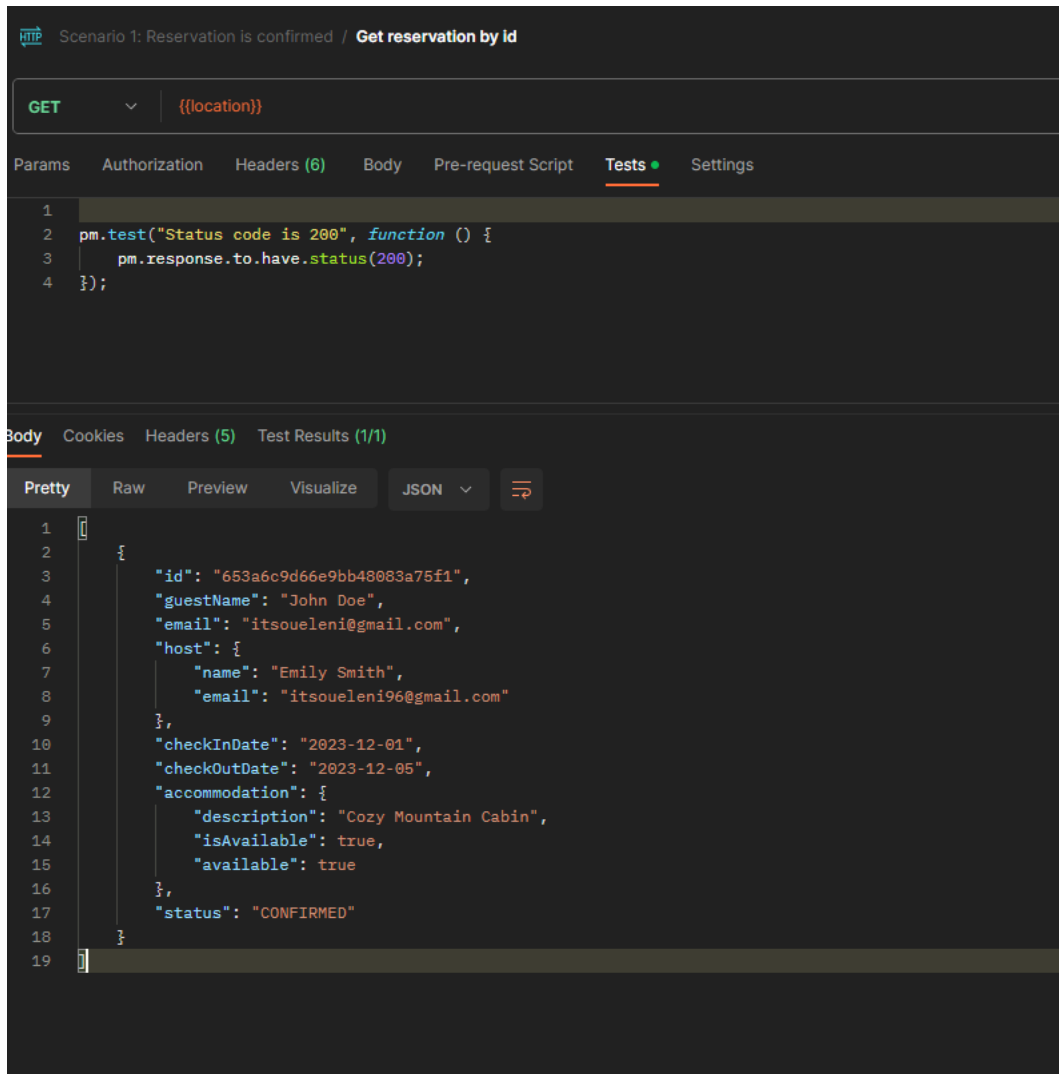 HTTP Scenario 1: Reservation is confirmed / Get reservation by id
GET {{location}}
Params Authorization Headers (6) Body Pre-request Script Tests Settings
1
2 pm.test("Status code is 200", function () {
3 pm.response.to.have.status(200);
4 });
Body Cookies Headers (5) Test Results (1/1)
Pretty Raw Preview Visualize JSON
1 [
2 {
3 "id": "653a6c9d66e9bb48083a75f1",
4 "guestName": "John Doe",
5 "email": "itsoueleni@gmail.com",
6 "host": {
7 "name": "Emily Smith",
8 "email": "itsoueleni96@gmail.com"
9 },
10 "checkInDate": "2023-12-01",
11 "checkOutDate": "2023-12-05",
12 "accommodation": {
13 "description": "Cozy Mountain Cabin",
14 "isAvailable": true,
15 "available": true
16 },
17 "status": "CONFIRMED"
18 }
19 ]